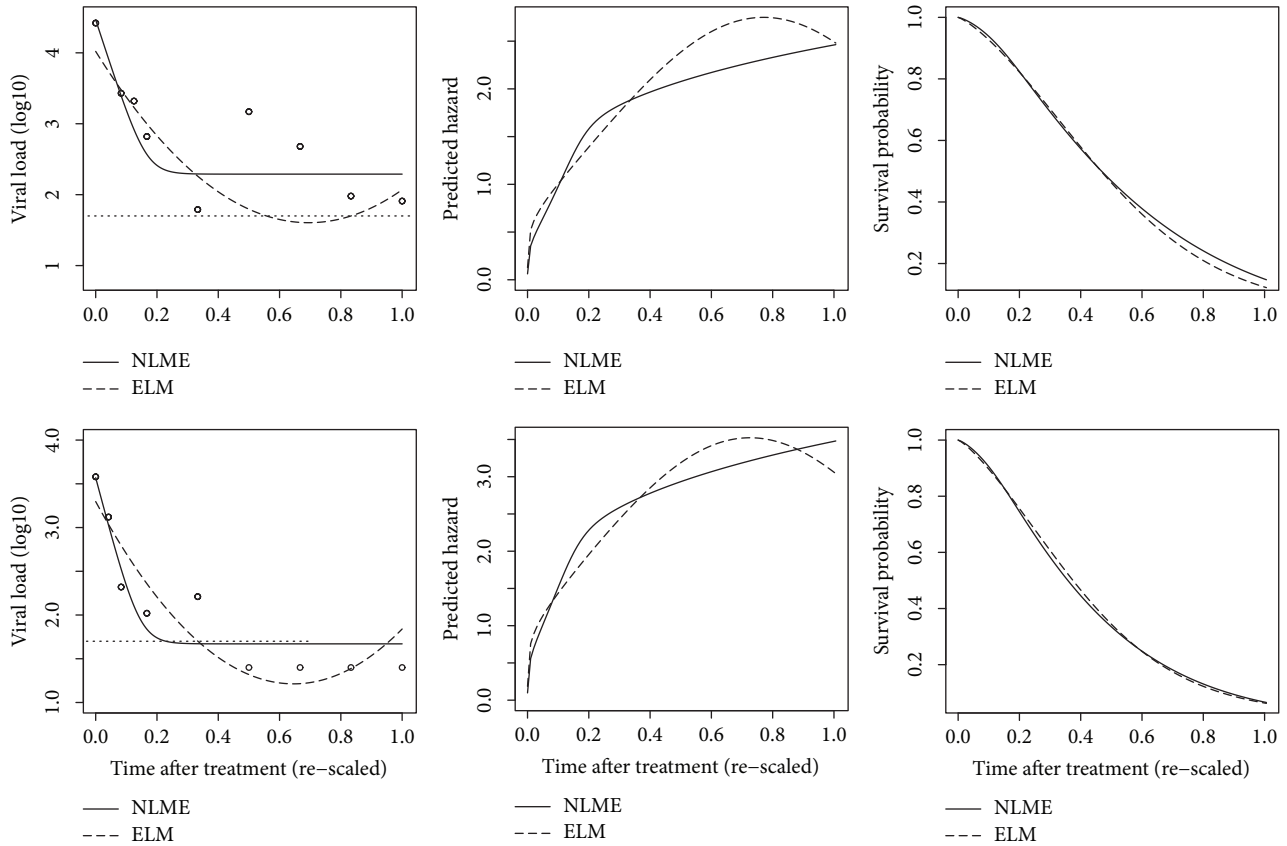 Viral load (log10)
4
3
2
1
0.0 0.2 0.4 0.6 0.8 1.0
NLME
ELM
Predicted hazard
2.0
1.0
0.0
0.0 0.2 0.4 0.6 0.8 1.0
NLME
ELM
Survival probability
1.0
0.8
0.6
0.4
0.2
0.0 0.2 0.4 0.6 0.8 1.0
NLME
ELM
Viral load (log10)
4.0
3.0
2.0
1.0
0.0 0.2 0.4 0.6 0.8 1.0
Time after treatment (re−scaled)
NLME
ELM
Predicted hazard
3.0
2.0
1.0
0.0
0.0 0.2 0.4 0.6 0.8 1.0
Time after treatment (re−scaled)
NLME
ELM
Survival probability
1.0
0.8
0.6
0.4
0.2
0.0 0.2 0.4 0.6 0.8 1.0
Time after treatment (re−scaled)
NLME
ELM